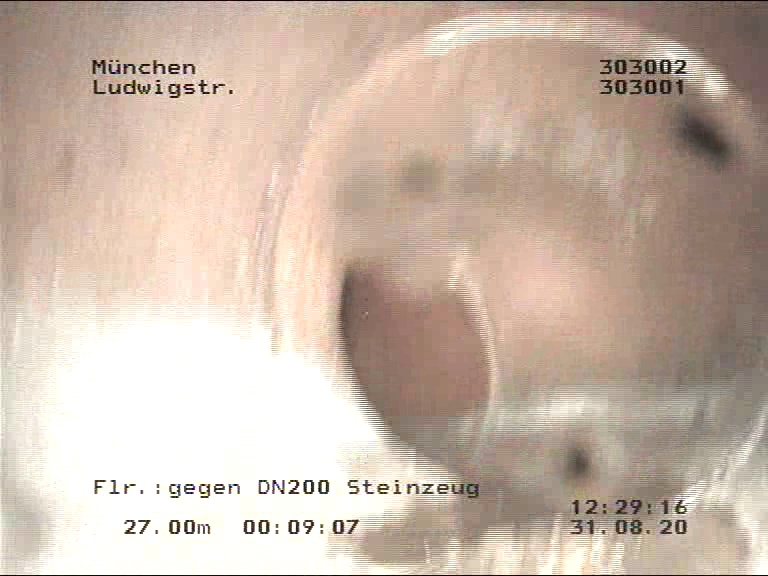 München 303002
Ludwigstr. 303001
Flr.:gegen DN200 Steinzeug
12:29:16
27.00m 00:09:07 31.08.20